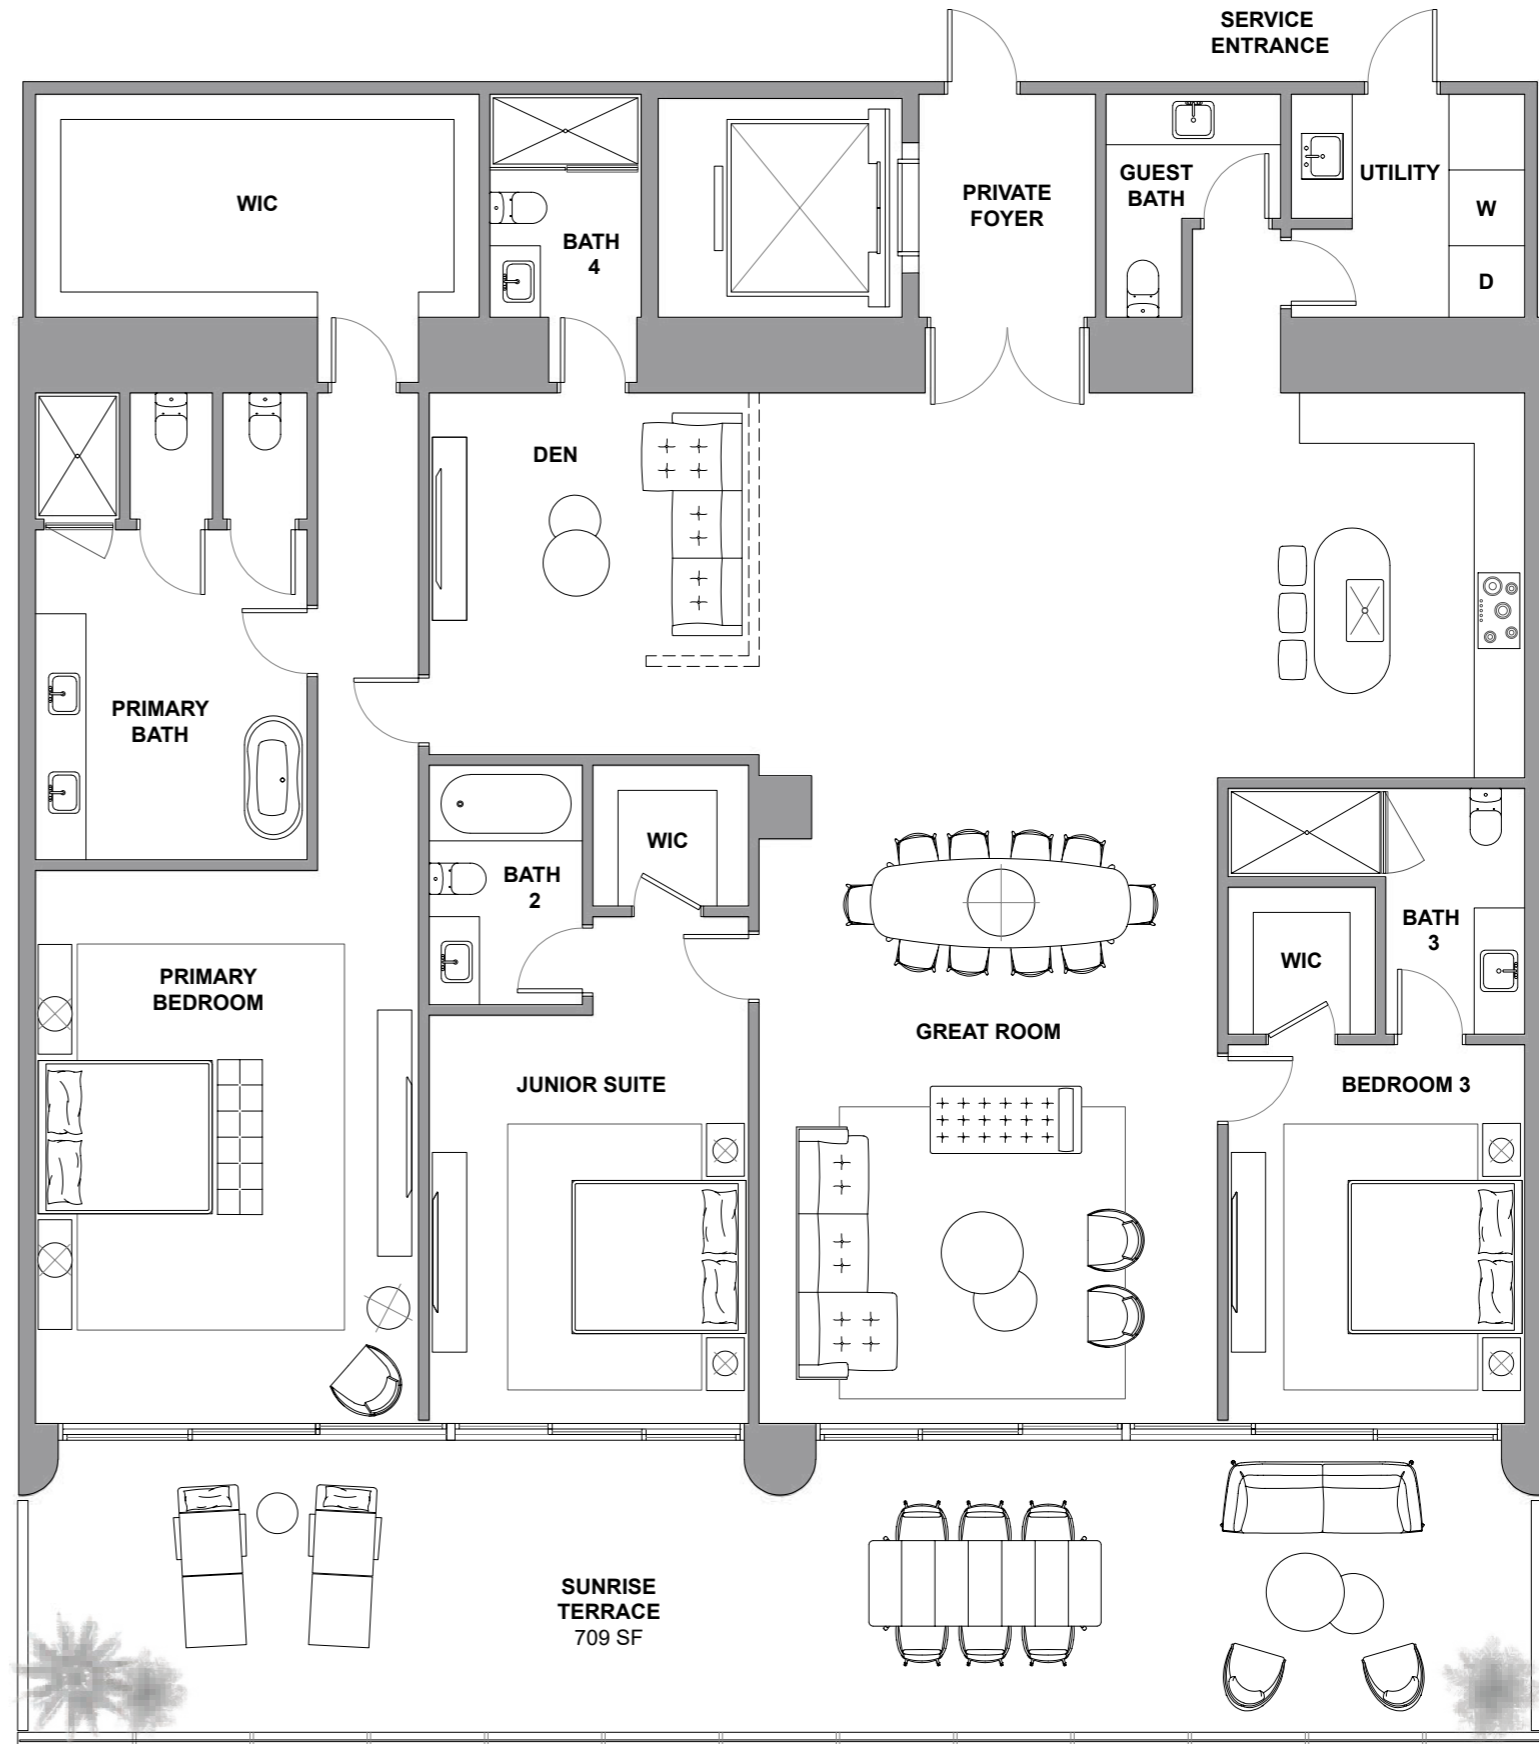 SERVICE
ENTRANCE
WIC
BATH
4
PRIVATE
FOYER
GUEST
BATH
UTILITY
W
D
DEN
PRIMARY
BATH
WIC
BATH
2
BATH
3
WIC
PRIMARY
BEDROOM
GREAT ROOM
JUNIOR SUITE
BEDROOM 3
SUNRISE
TERRACE
709 SF